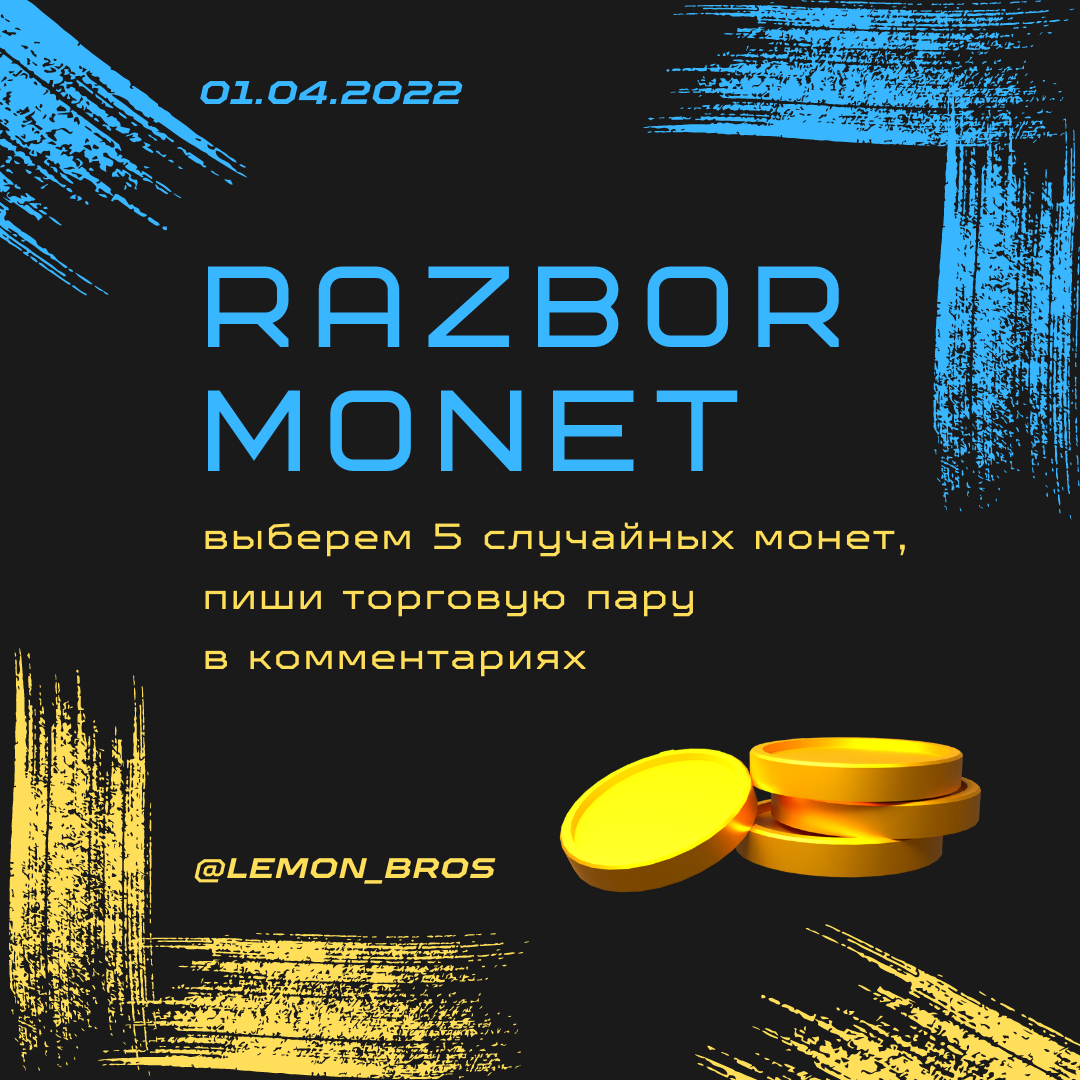 01.04.2022
RAZBOR
MONET
выберем 5 случайных монет,
пиши торговую пару
в комментариях
@LEMON_BROS